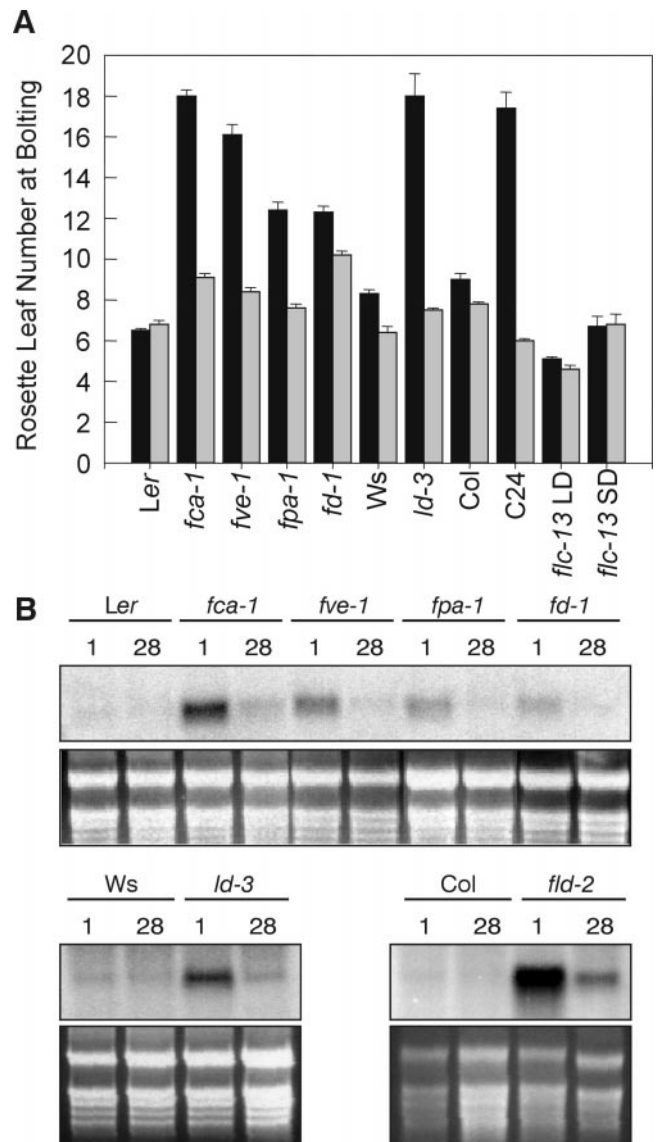 A
Rosette Leaf Number at Bolting
20
18
16
14
12
10
8
6
4
2
0
Ler
fca-1
fve-1
fpa-1
fd-1
Ws
ld-3
Col
C24
flc-13 LD
flc-13 SD
B
Ler fca-1 fve-1 fpa-1 fd-1
1 28 1 28 1 28 1 28 1 28
Ws ld-3 Col fld-2
1 28 1 28 1 28 1 28